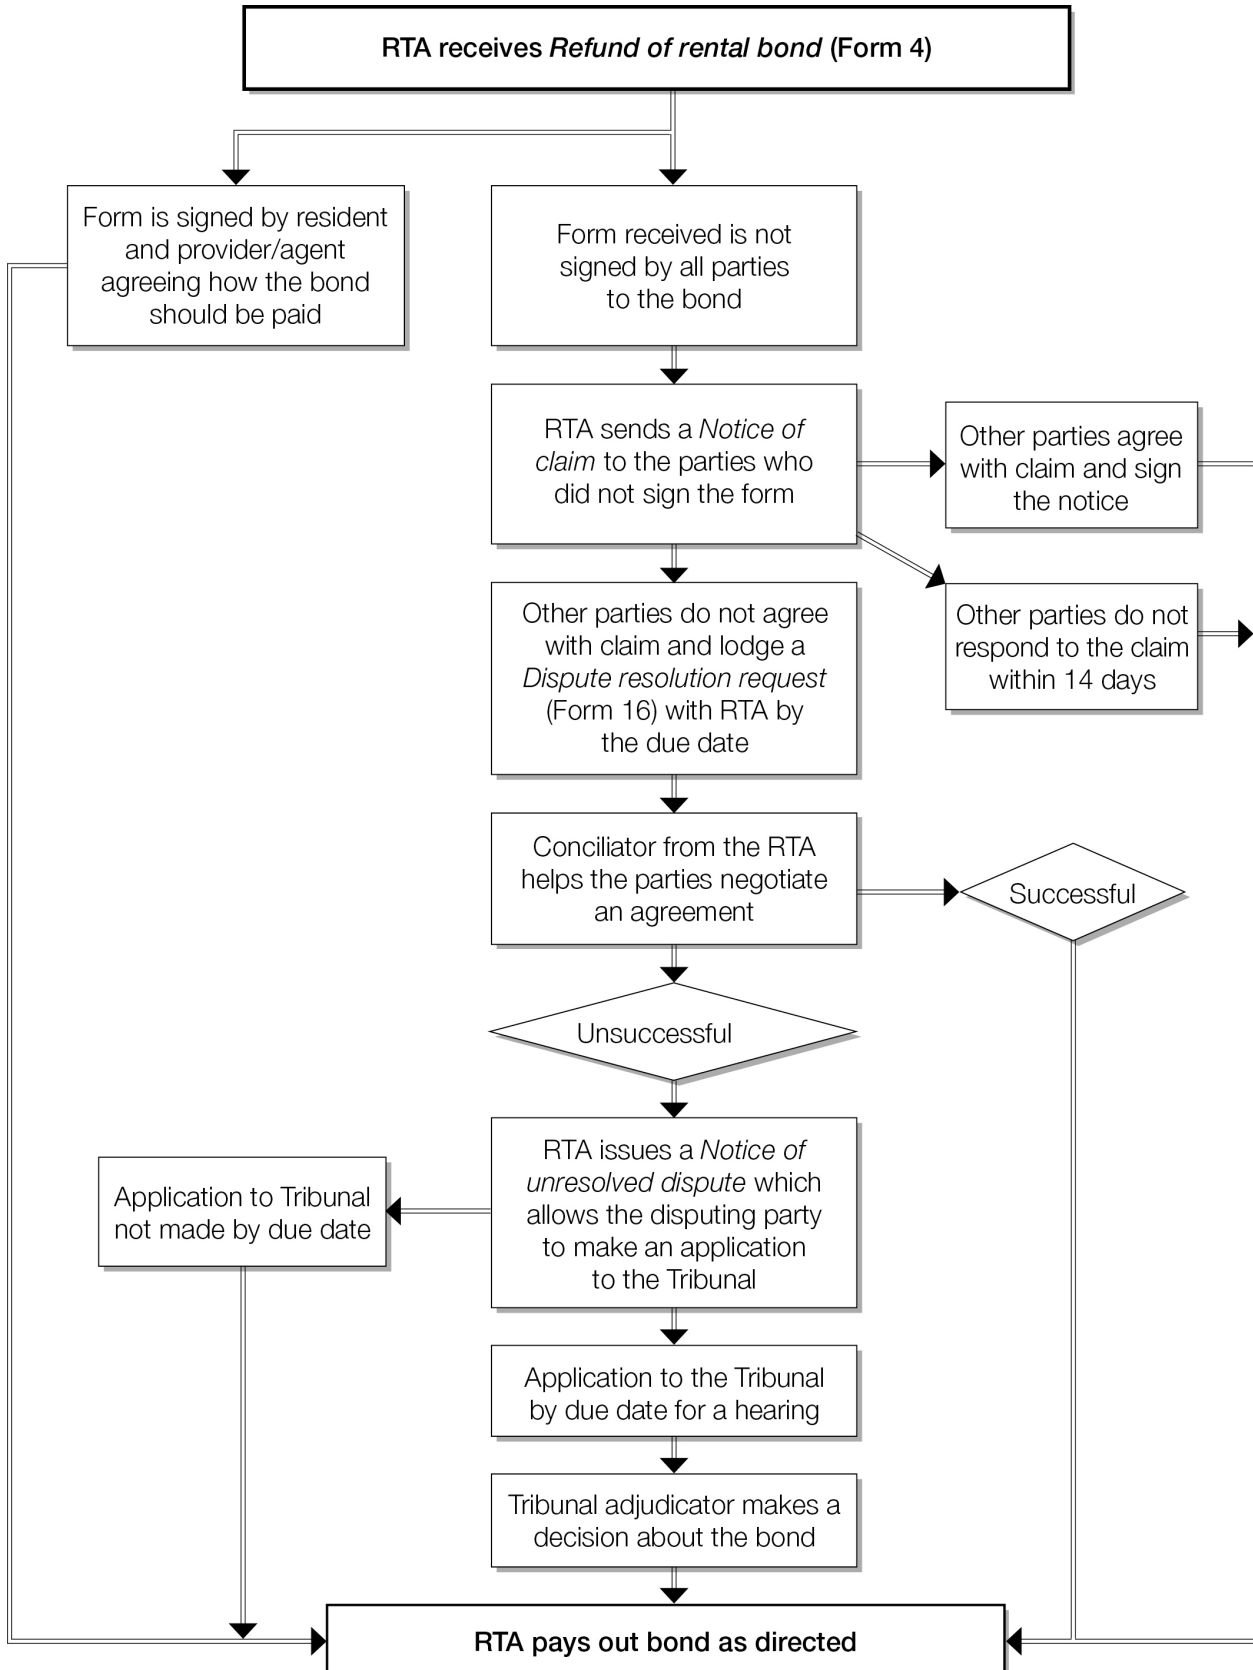 RTA receives Refund of rental bond (Form 4)
Form is signed by resident
and provider/agent
agreeing how the bond
should be paid
Form received is not
signed by all parties
to the bond
RTA sends a Notice of
claim to the parties who
did not sign the form
Other parties agree
with claim and sign
the notice
Other parties do not agree
with claim and lodge a
Dispute resolution request
(Form 16) with RTA by
the due date
Other parties do not
respond to the claim
within 14 days
Conciliator from the RTA
helps the parties negotiate
an agreement
Successful
Unsuccessful
RTA issues a Notice of
unresolved dispute which
allows the disputing party
to make an application
to the Tribunal
Application to Tribunal
not made by due date
Application to the Tribunal
by due date for a hearing
Tribunal adjudicator makes a
decision about the bond
RTA pays out bond as directed